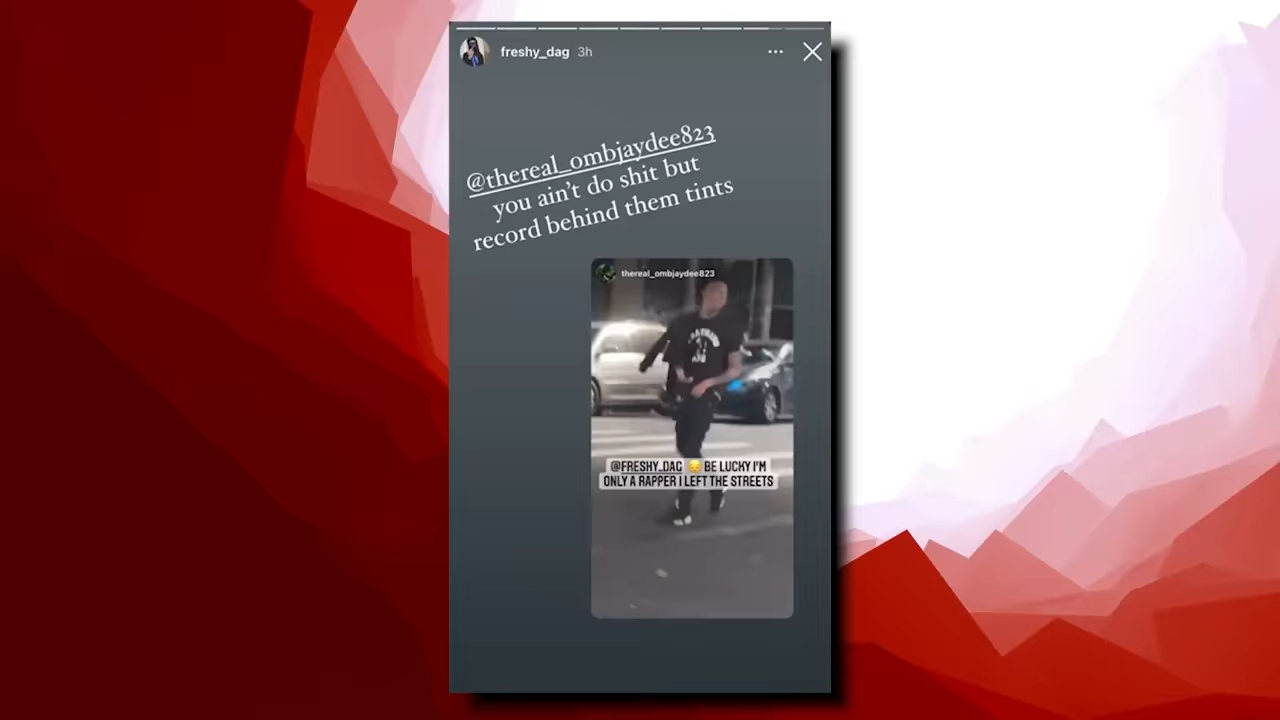 freshy_dag 3h
@thereal_ombjaydee823
you ain't do shit but
record behind them tints
thereal_ombjaydee823
@FRESHY_DAG 😔 BE LUCKY I'M
ONLY A RAPPER I LEFT THE STREETS